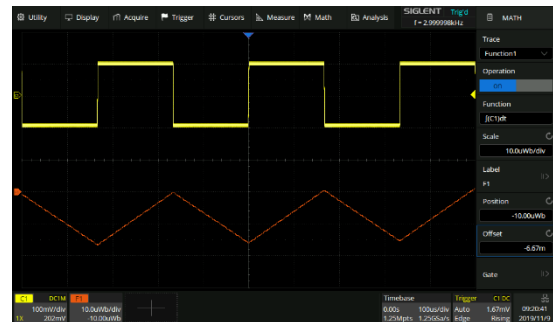 Utility Display Acquire Trigger Cursors Measure Math Analysis SIGLENT Trig'd
f = 2.999998kHz
MATH
Trace
Function1
Operation
on
Function
∫(C1)dt
Scale
10.0uWb/div
Label
F1
Position
-10.00uWb
Offset
-6.67m
Gate
C1 DC1M F1 Timebase Trigger C1 DC
100mV/div 10.0uWb/div 0.00s 100us/div Auto 1.67mV 09:20:41
1X 202mV -10.00uWb 1.25Mpts 1.25GSa/s Edge Rising 2019/11/9